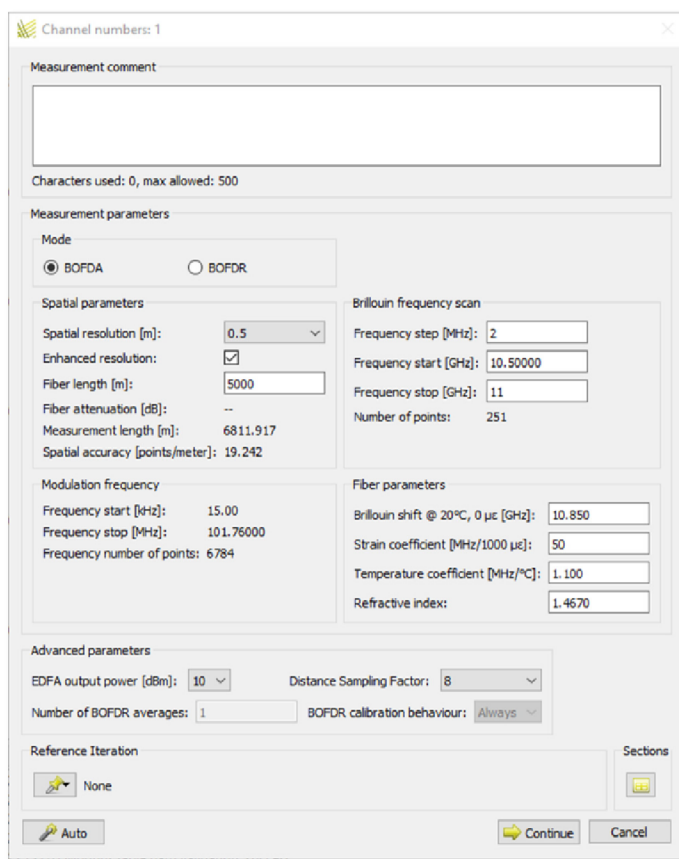 Channel numbers: 1
Measurement comment
Characters used: 0, max allowed: 500
Measurement parameters
Mode
BOFDA
BOFDR
Spatial parameters
Spatial resolution [m]: 0.5
Enhanced resolution:
Fiber length [m]: 5000
Fiber attenuation [dB]: --
Measurement length [m]: 6811.917
Spatial accuracy [points/meter]: 19.242
Brillouin frequency scan
Frequency step [MHz]: 2
Frequency start [GHz]: 10.50000
Frequency stop [GHz]: 11
Number of points: 251
Modulation frequency
Frequency start [kHz]: 15.00
Frequency stop [MHz]: 101.76000
Frequency number of points: 6784
Fiber parameters
Brillouin shift @ 20°C, 0 με [GHz]: 10.850
Strain coefficient [MHz/1000 με]: 50
Temperature coefficient [MHz/°C]: 1.100
Refractive index: 1.4670
Advanced parameters
EDFA output power [dBm]: 10
Distance Sampling Factor: 8
Number of BOFDR averages: 1
BOFDR calibration behaviour: Always
Reference Iteration
None
Sections
Auto
Continue
Cancel